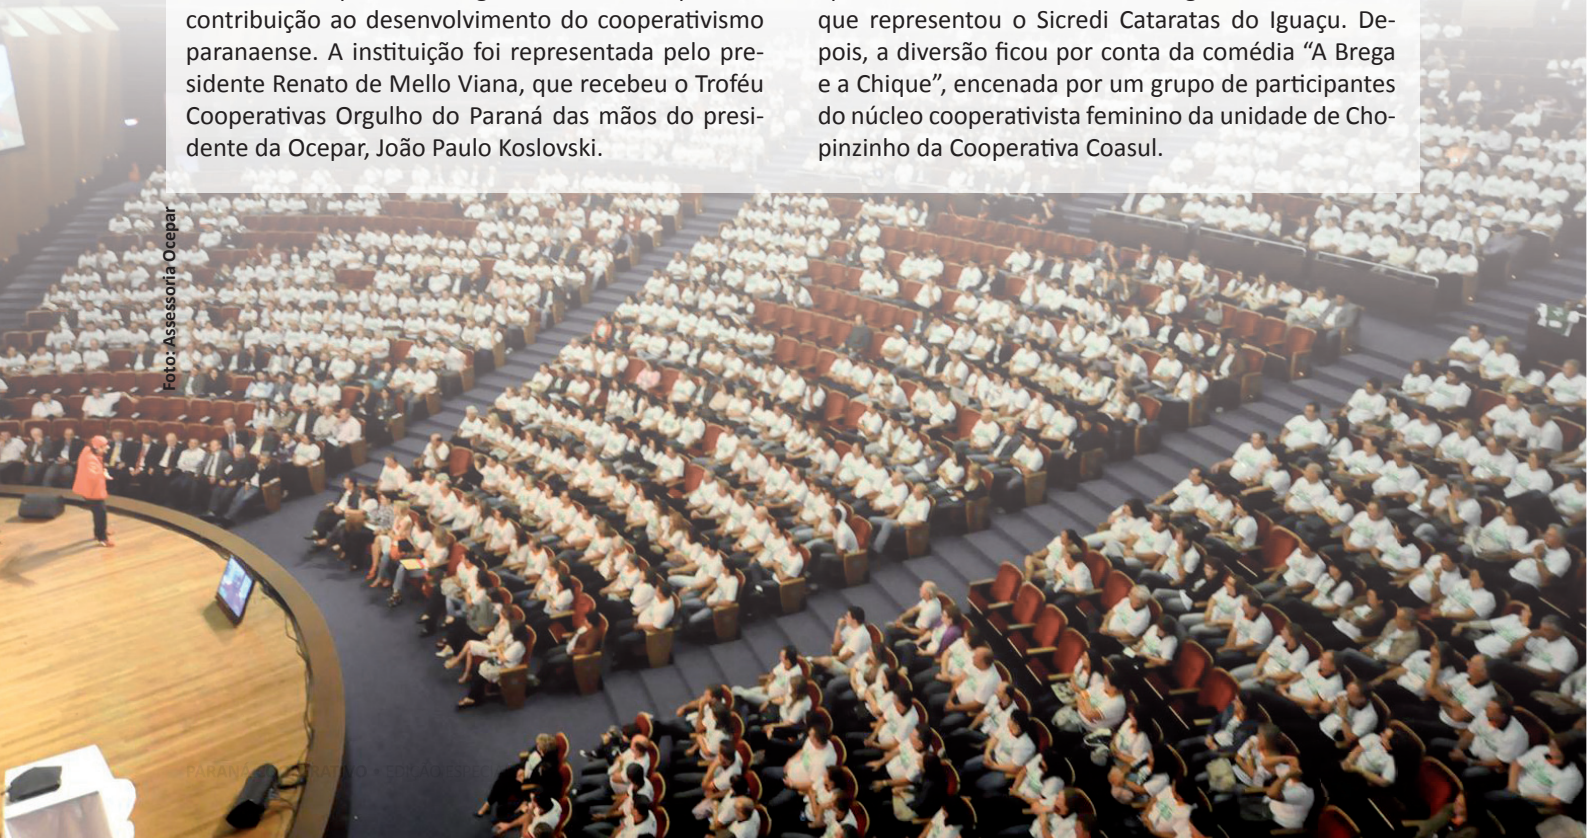 contribuição ao desenvolvimento do cooperativismo
paranaense. A instituição foi representada pelo pre-
sidente Renato de Mello Viana, que recebeu o Troféu
Cooperativas Orgulho do Paraná das mãos do presi-
dente da Ocepar, João Paulo Koslovski.
que representou o Sicredi Cataratas do Iguaçu. De-
pois, a diversão ficou por conta da comédia “A Brega
e a Chique”, encenada por um grupo de participantes
do núcleo cooperativista feminino da unidade de Cho-
pinzinho da Cooperativa Coasul.
Foto: Assessoria Ocepar